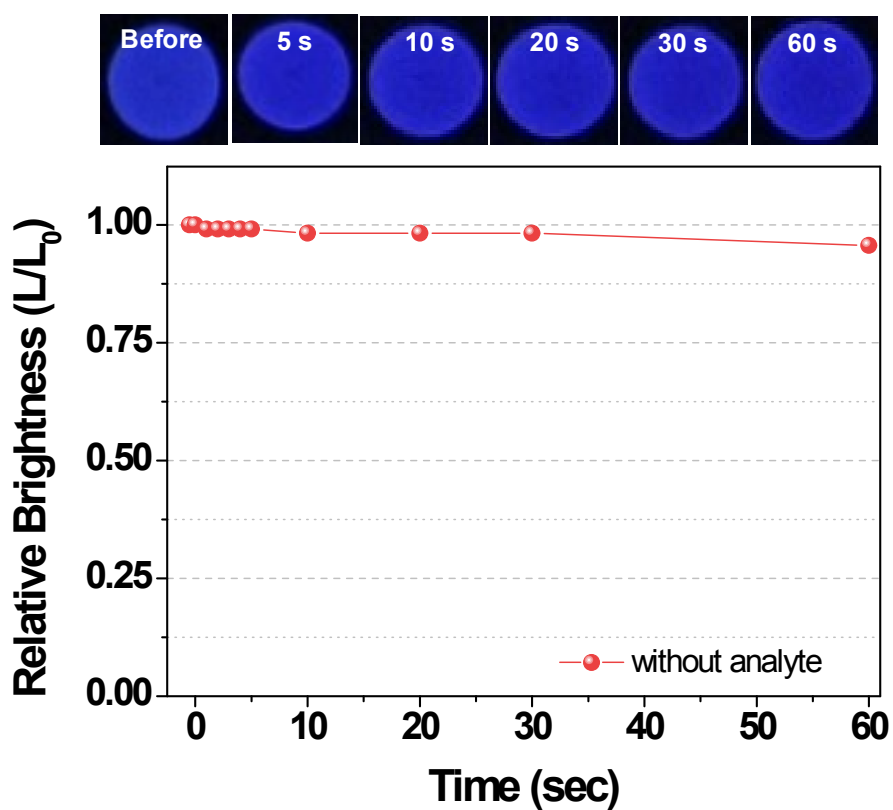 Before 5 s 10 s 20 s 30 s 60 s
Relative Brightness (L/L₀)
1.00
0.75
0.50
0.25
0.00
without analyte
0 10 20 30 40 50 60
Time (sec)